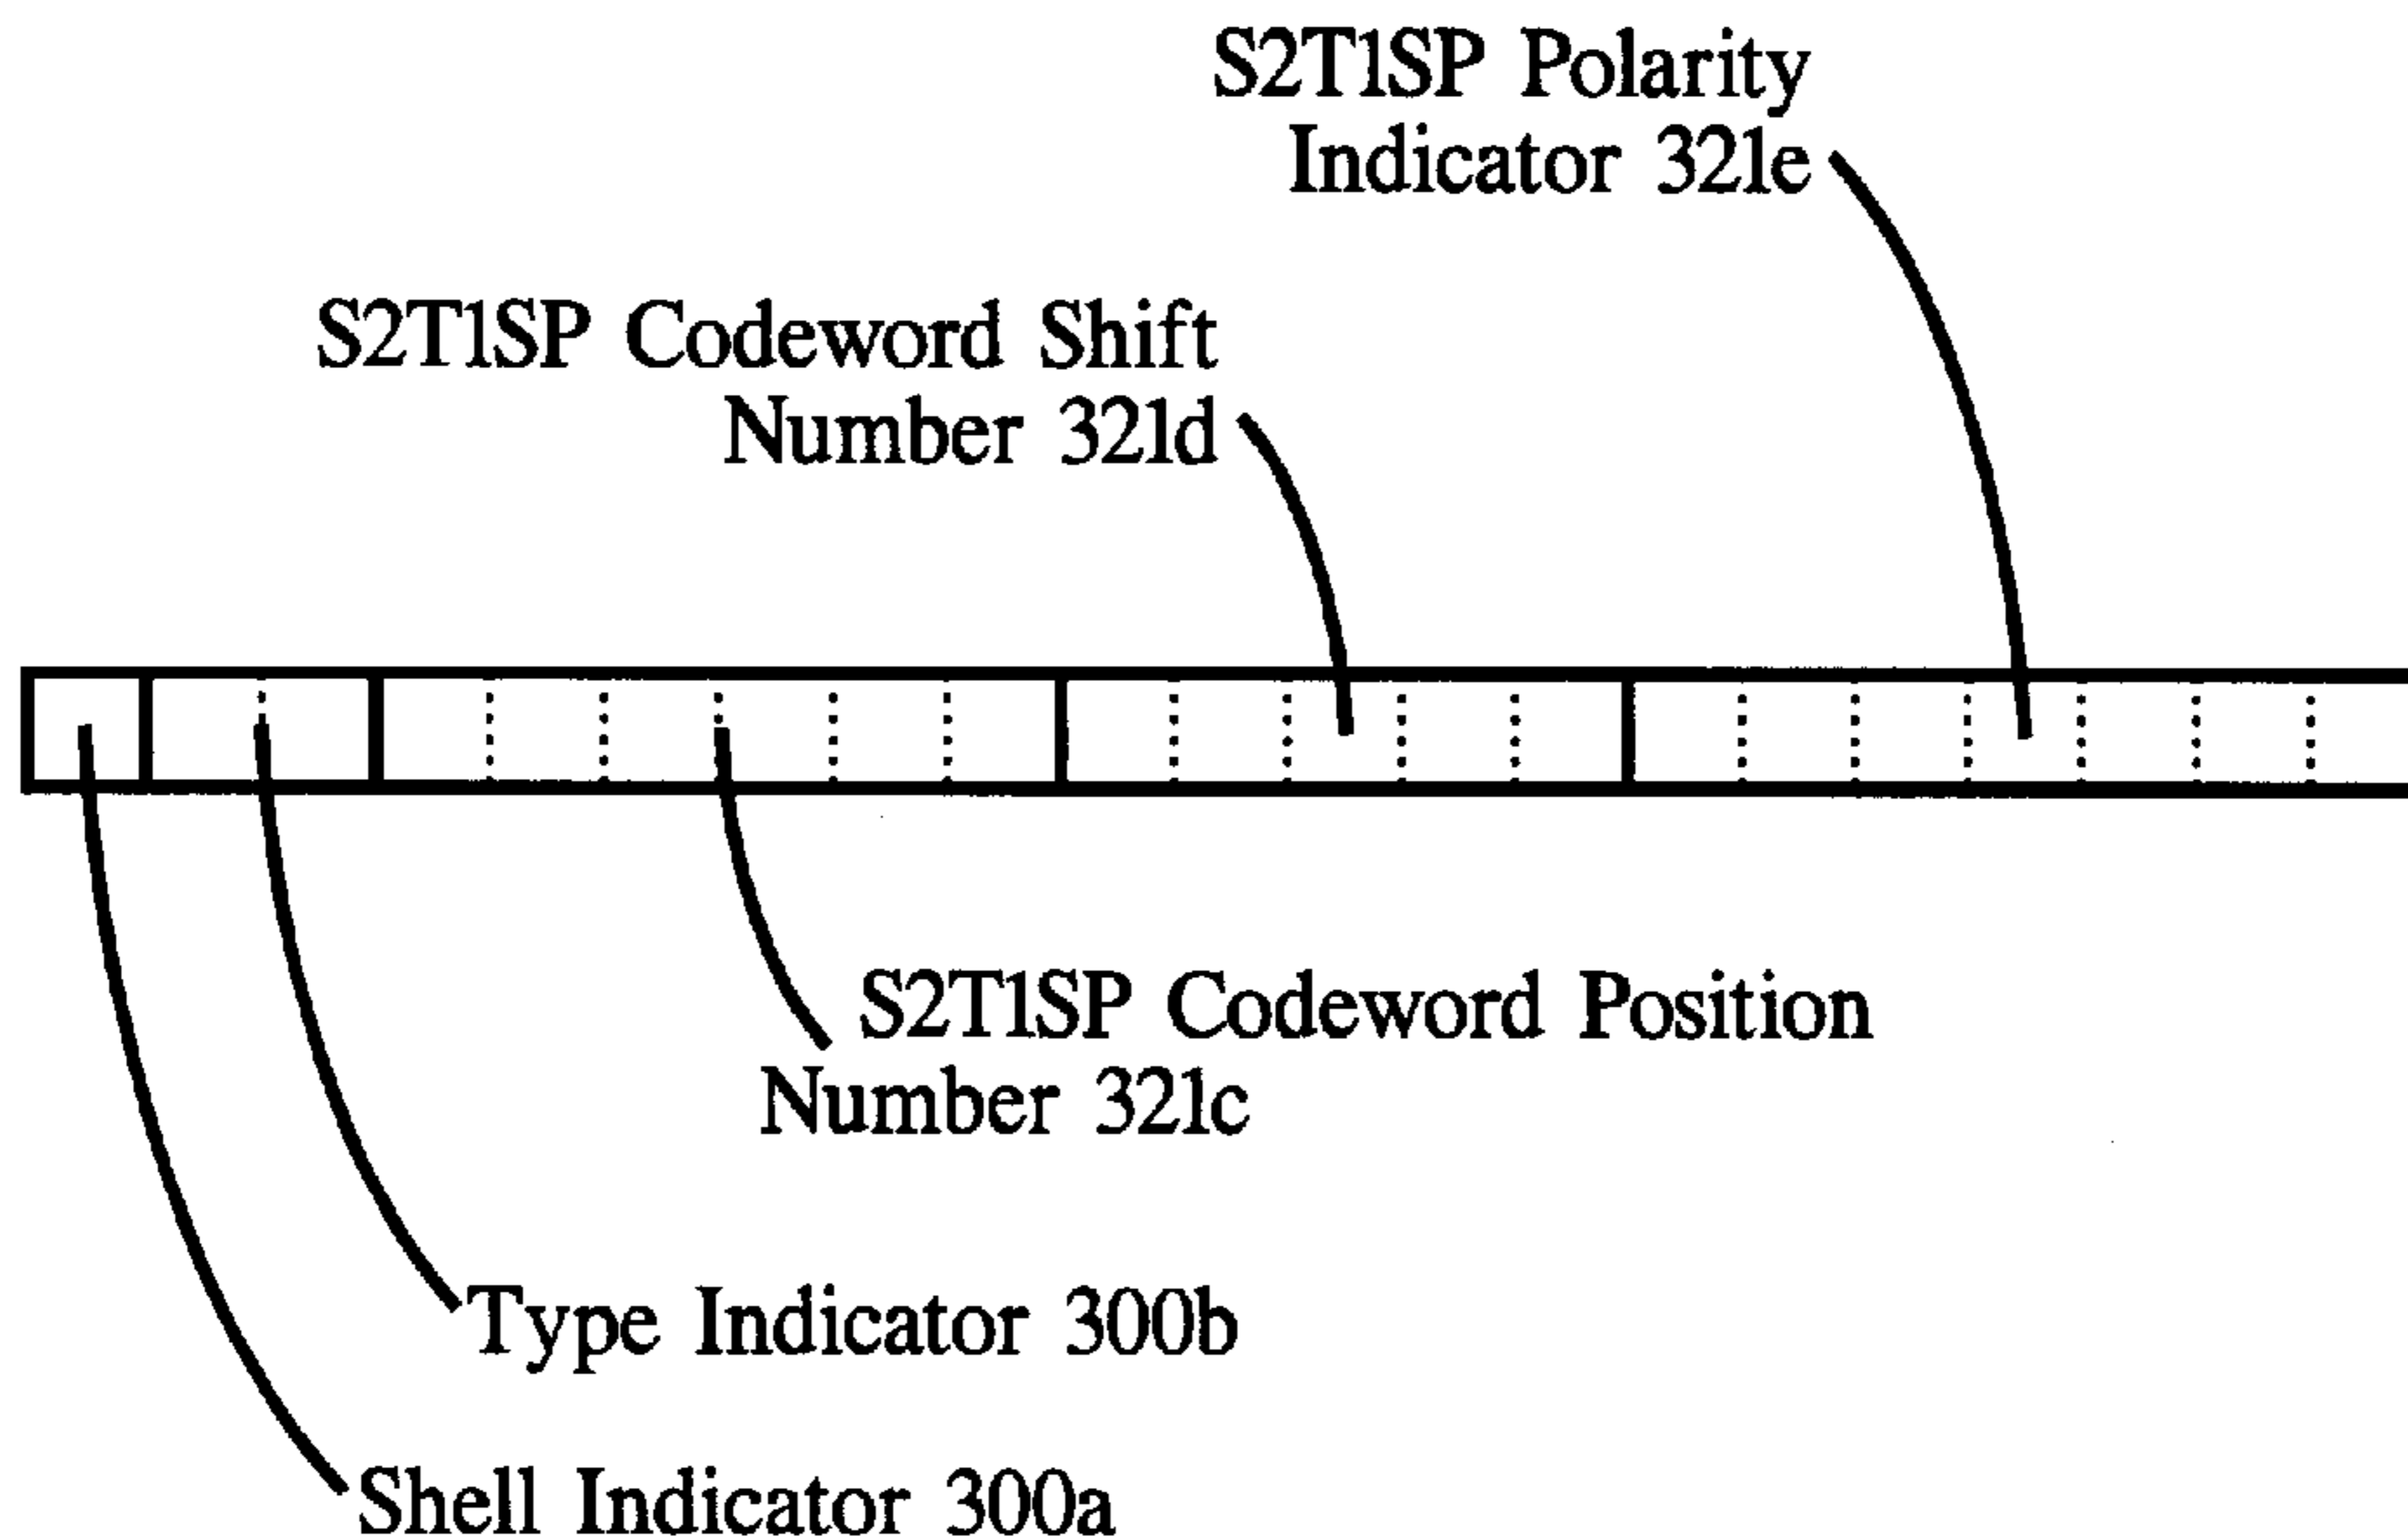 S2T1SP Polarity
Indicator 321e
S2T1SP Codeword Shift
Number 321d
S2T1SP Codeword Position
Number 321c
Type Indicator 300b
Shell Indicator 300a